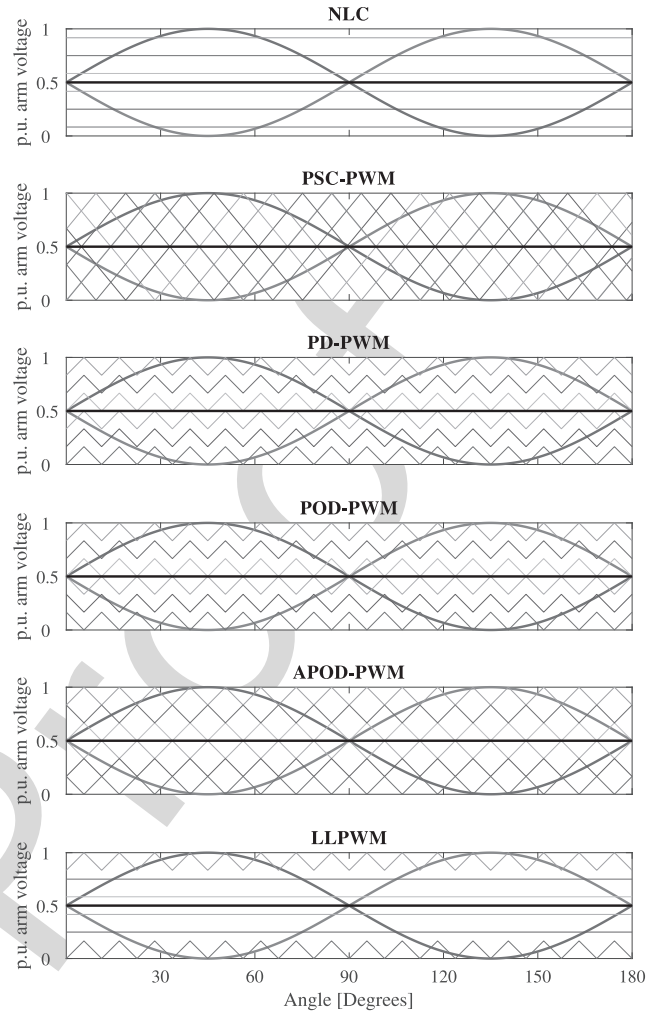 NLC
p.u. arm voltage
1
0.5
0
PSC-PWM
p.u. arm voltage
1
0.5
0
PD-PWM
p.u. arm voltage
1
0.5
0
POD-PWM
p.u. arm voltage
1
0.5
0
APOD-PWM
p.u. arm voltage
1
0.5
0
LLPWM
p.u. arm voltage
1
0.5
0
30 60 90 120 150 180
Angle [Degrees]
Proof